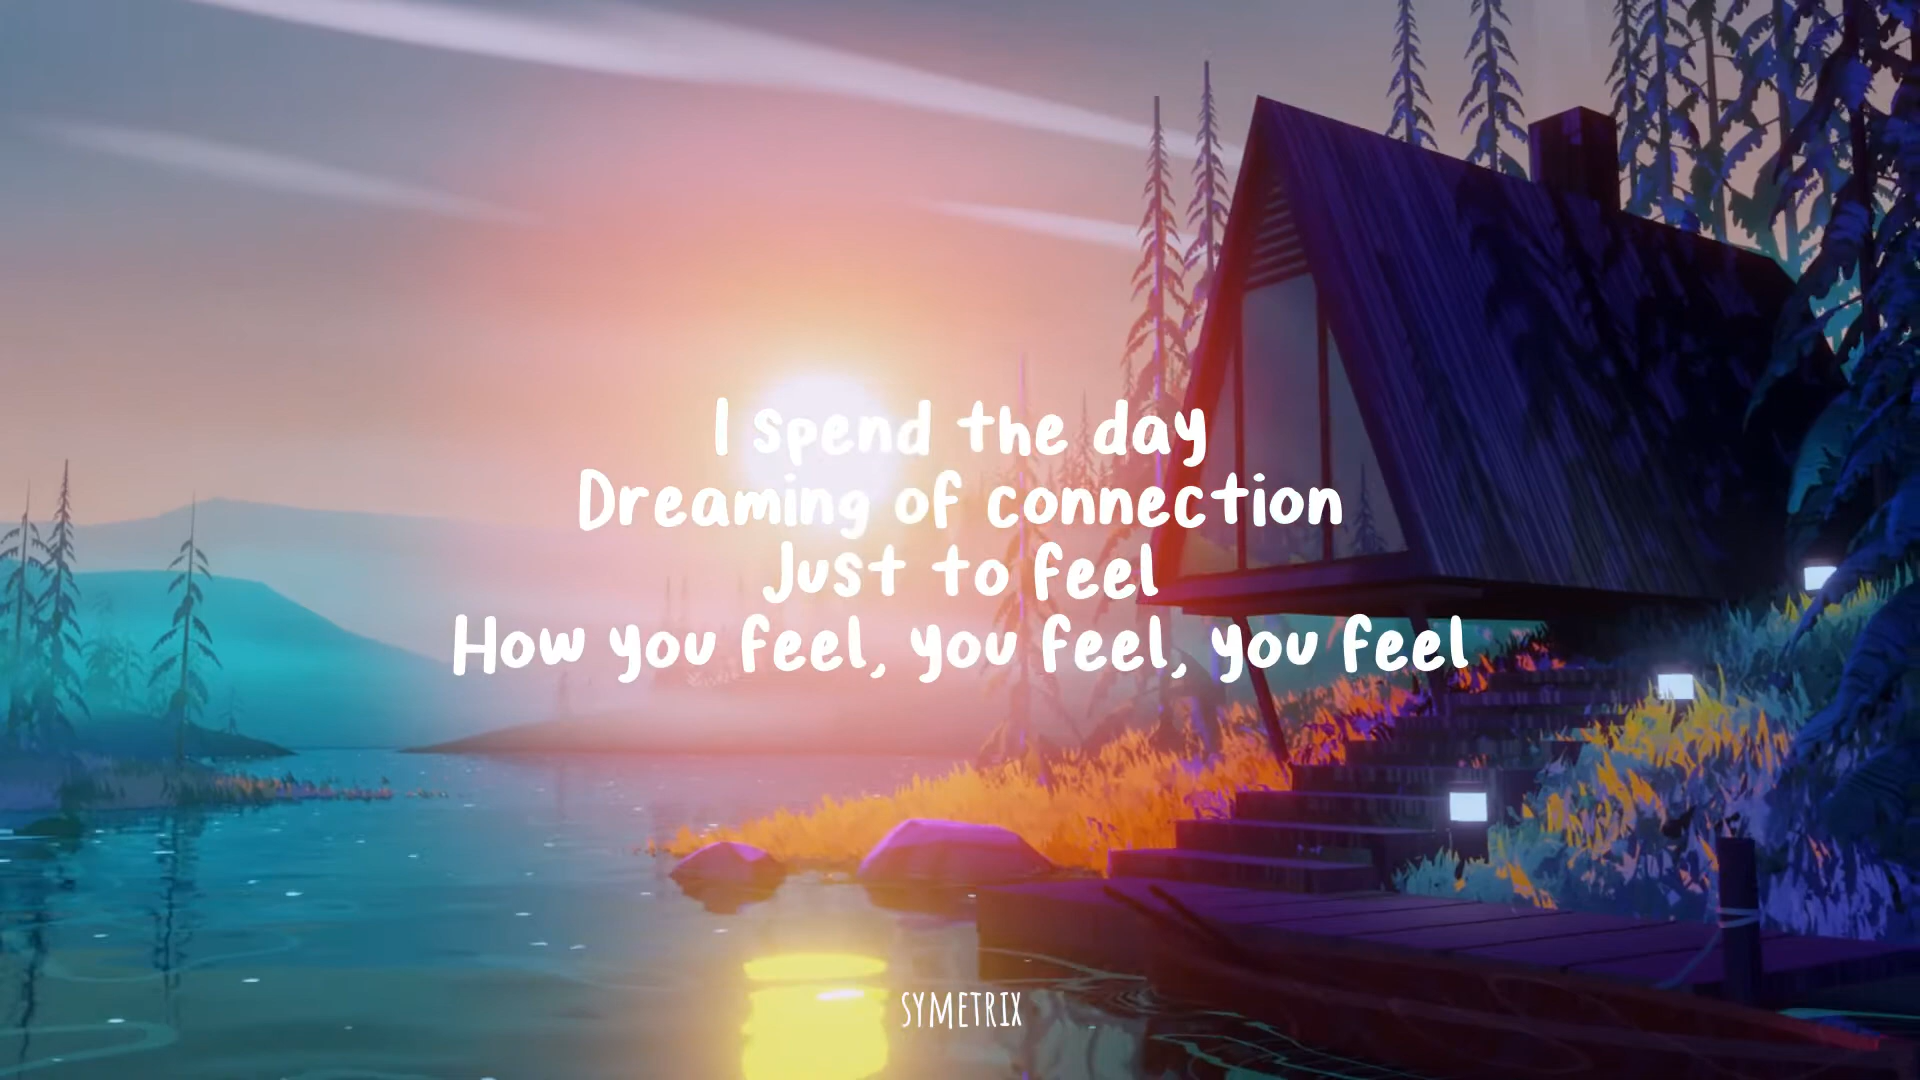 I spend the day
Dreaming of connection
Just to feel
How you feel, you feel, you feel
SYMETRIX